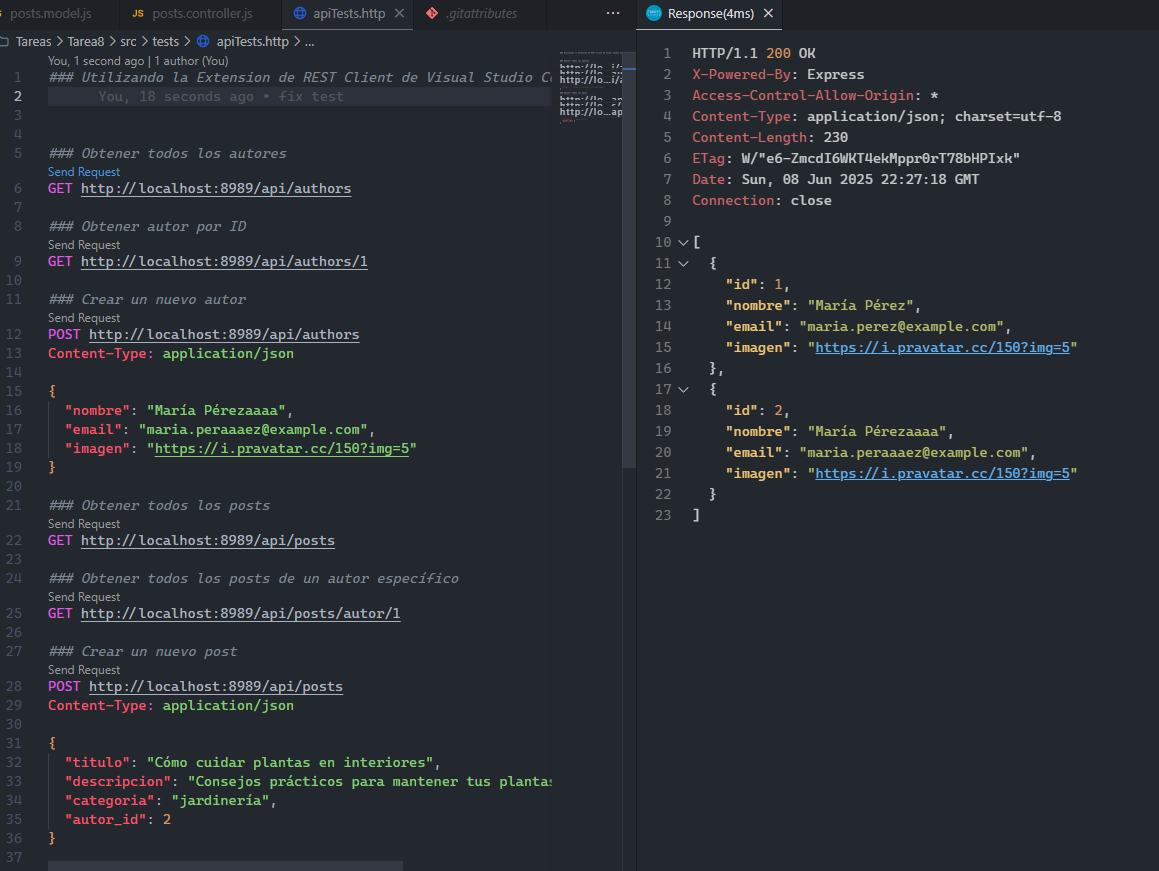 posts.model.js
JS posts.controller.js
apiTests.http
.gitattributes
...
Tareas > Tarea8 > src > tests > apiTests.http > ...
You, 1 second ago | 1 author (You)
1 ### Utilizando la Extension de REST Client de Visual Studio Co
2 You, 18 seconds ago • fix test
3
4
5 ### Obtener todos los autores
Send Request
6 GET http://localhost:8989/api/authors
7
8 ### Obtener autor por ID
Send Request
9 GET http://localhost:8989/api/authors/1
10
11 ### Crear un nuevo autor
Send Request
12 POST http://localhost:8989/api/authors
13 Content-Type: application/json
14
15 {
16 "nombre": "María Pérezaaaa",
17 "email": "maria.peraaaez@example.com",
18 "imagen": "https://i.pravatar.cc/150?img=5"
19 }
20
21 ### Obtener todos los posts
Send Request
22 GET http://localhost:8989/api/posts
23
24 ### Obtener todos los posts de un autor específico
Send Request
25 GET http://localhost:8989/api/posts/autor/1
26
27 ### Crear un nuevo post
Send Request
28 POST http://localhost:8989/api/posts
29 Content-Type: application/json
30
31 {
32 "titulo": "Cómo cuidar plantas en interiores",
33 "descripcion": "Consejos prácticos para mantener tus plantas
34 "categoria": "jardinería",
35 "autor_id": 2
36 }
37
Response(4ms)
1 HTTP/1.1 200 OK
2 X-Powered-By: Express
3 Access-Control-Allow-Origin: *
4 Content-Type: application/json; charset=utf-8
5 Content-Length: 230
6 ETag: W/"e6-ZmcdI6WKT4ekMppr0rT78bHPIxk"
7 Date: Sun, 08 Jun 2025 22:27:18 GMT
8 Connection: close
9
10 [
11 {
12 "id": 1,
13 "nombre": "María Pérez",
14 "email": "maria.perez@example.com",
15 "imagen": "https://i.pravatar.cc/150?img=5"
16 },
17 {
18 "id": 2,
19 "nombre": "María Pérezaaaa",
20 "email": "maria.peraaaez@example.com",
21 "imagen": "https://i.pravatar.cc/150?img=5"
22 }
23 ]